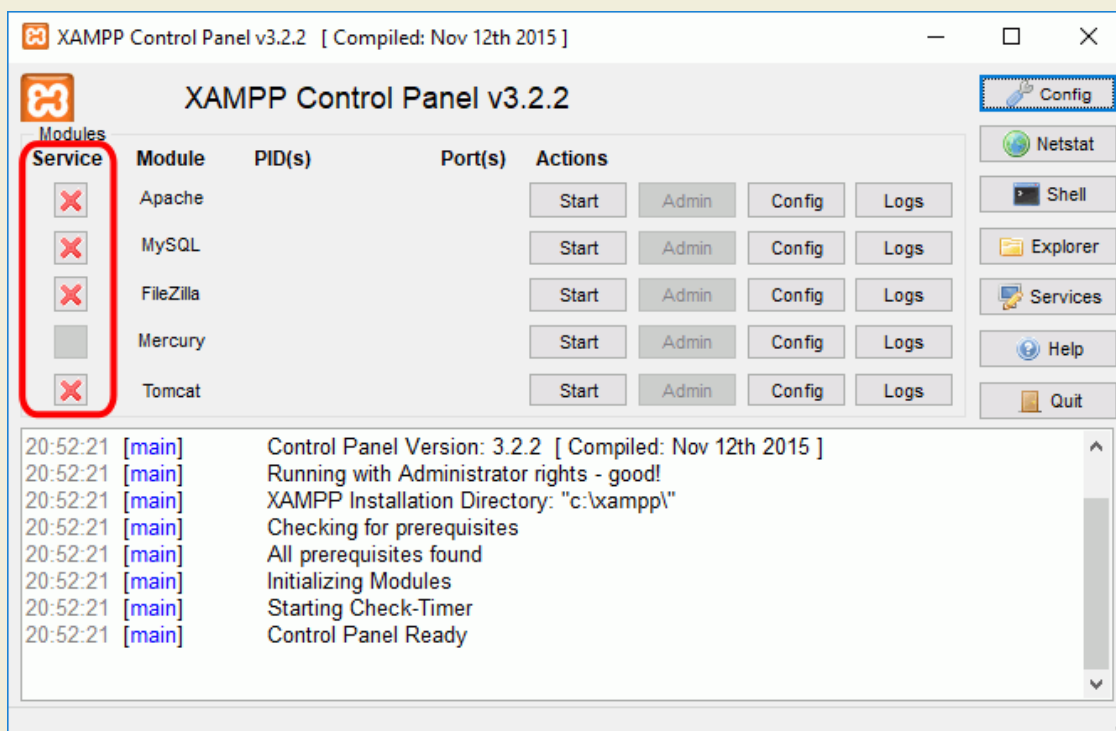 XAMPP Control Panel v3.2.2 [ Compiled: Nov 12th 2015 ]
XAMPP Control Panel v3.2.2
Config
Modules
Netstat
Service Module PID(s) Port(s) Actions
Shell
Apache Start Admin Config Logs
MySQL Start Admin Config Logs
Explorer
FileZilla Start Admin Config Logs
Services
Mercury Start Admin Config Logs
Help
Tomcat Start Admin Config Logs
Quit
20:52:21 [main] Control Panel Version: 3.2.2 [ Compiled: Nov 12th 2015 ]
20:52:21 [main] Running with Administrator rights - good!
20:52:21 [main] XAMPP Installation Directory: "c:\xampp\"
20:52:21 [main] Checking for prerequisites
20:52:21 [main] All prerequisites found
20:52:21 [main] Initializing Modules
20:52:21 [main] Starting Check-Timer
20:52:21 [main] Control Panel Ready